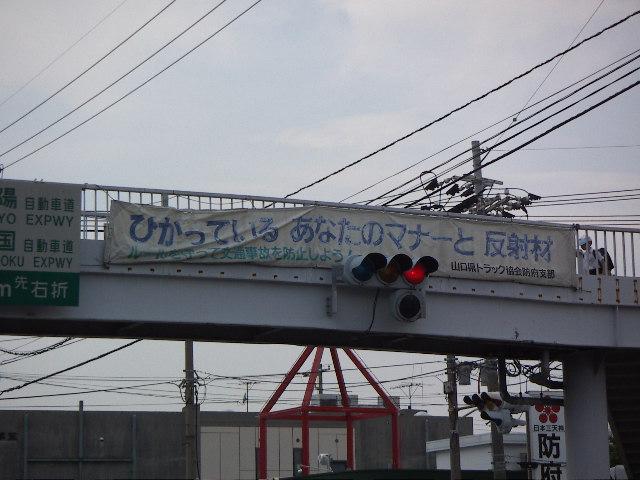 場 自動車道
YO EXPWY
国 自動車道
OKU EXPWY
m先右折
ひかっている あなたのマナーと 反射材
ルールを守って交通事故を防止しよう
山口県トラック協会防府支部
日本三天神
防
府